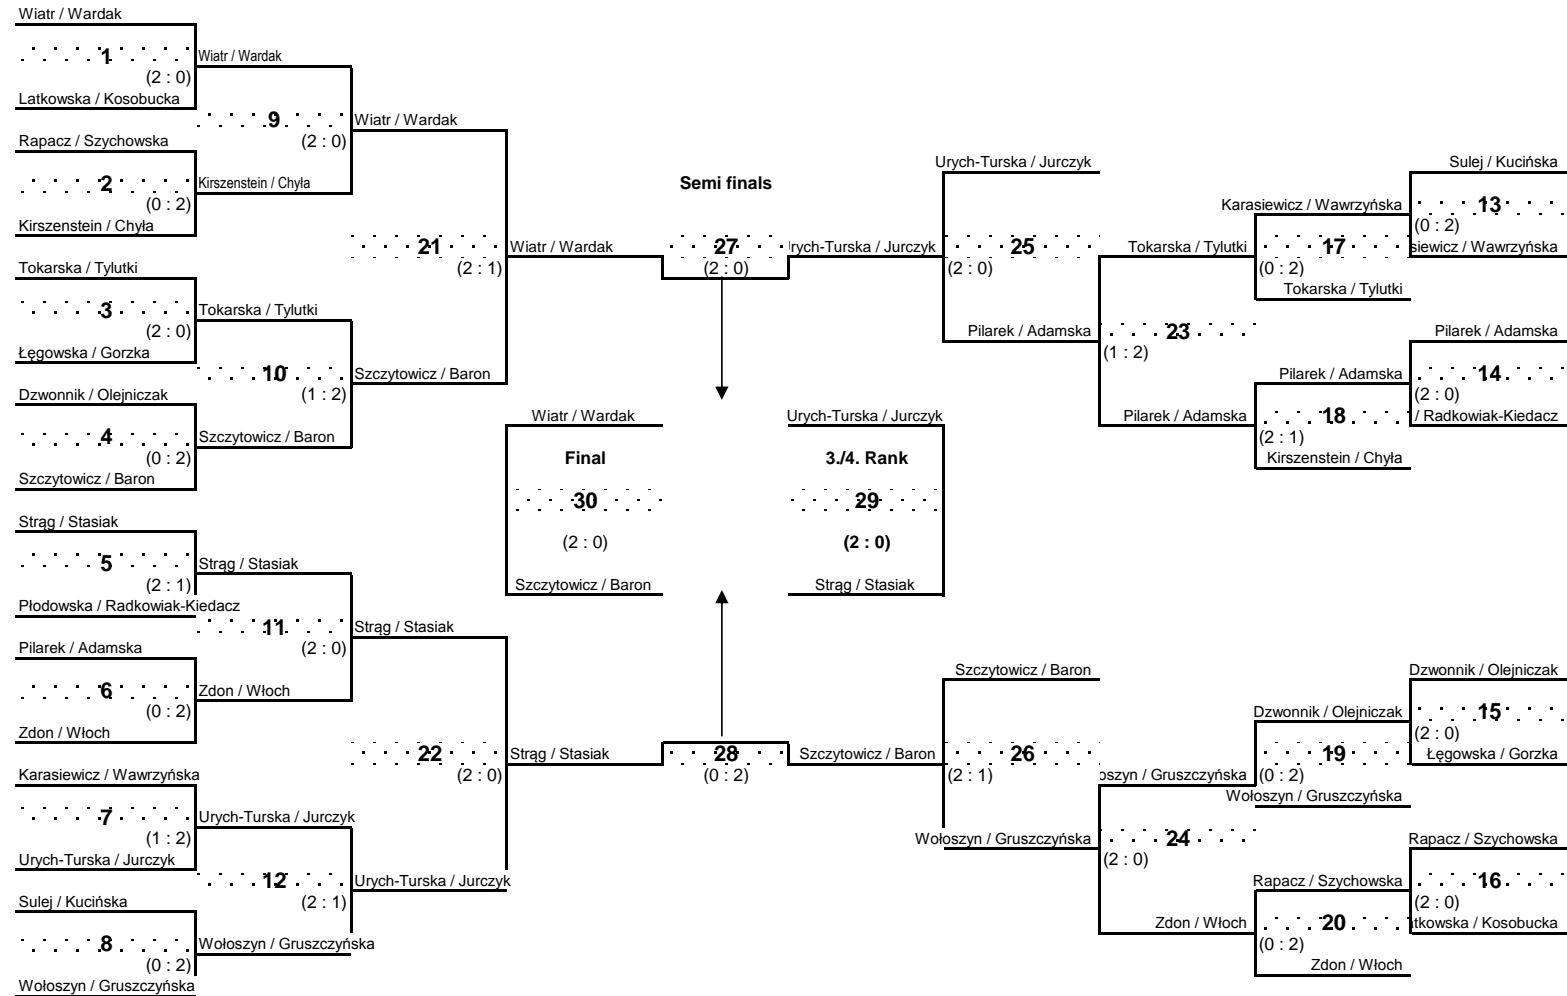 Wiatr / Wardak
1
(2 : 0)
Latkowska / Kosobucka
Wiatr / Wardak
9
(2 : 0)
Rapacz / Szychowska
2
(0 : 2)
Kirszenstein / Chyła
Kirszenstein / Chyła
Wiatr / Wardak
21
(2 : 1)
Tokarska / Tylutki
3
(2 : 0)
Łęgowska / Gorzka
Tokarska / Tylutki
10
(1 : 2)
Dzwonnik / Olejniczak
4
(0 : 2)
Szczytowicz / Baron
Szczytowicz / Baron
Szczytowicz / Baron
Strąg / Stasiak
5
(2 : 1)
Płodowska / Radkowiak-Kiedacz
Strąg / Stasiak
11
(2 : 0)
Pilarek / Adamska
6
(0 : 2)
Zdon / Włoch
Zdon / Włoch
Strąg / Stasiak
22
(2 : 0)
Karasiewicz / Wawrzyńska
7
(1 : 2)
Urych-Turska / Jurczyk
Urych-Turska / Jurczyk
12
(2 : 1)
Sulej / Kucińska
8
(0 : 2)
Wołoszyn / Gruszczyńska
Wołoszyn / Gruszczyńska
Urych-Turska / Jurczyk
Semi finals
Wiatr / Wardak
27
(2 : 0)
rych-Turska / Jurczyk
Wiatr / Wardak
Final
30
(2 : 0)
Szczytowicz / Baron
Urych-Turska / Jurczyk
3./4. Rank
29
(2 : 0)
Strąg / Stasiak
Strąg / Stasiak
28
(0 : 2)
Szczytowicz / Baron
Urych-Turska / Jurczyk
25
(2 : 0)
Pilarek / Adamska
Tokarska / Tylutki
23
(1 : 2)
Pilarek / Adamska
Karasiewicz / Wawrzyńska
17
(0 : 2)
Tokarska / Tylutki
Sulej / Kucińska
13
(0 : 2)
siewicz / Wawrzyńska
Pilarek / Adamska
14
(2 : 0)
/ Radkowiak-Kiedacz
Pilarek / Adamska
18
(2 : 1)
Kirszenstein / Chyła
Szczytowicz / Baron
26
(2 : 1)
Wołoszyn / Gruszczyńska
oszyn / Gruszczyńska
24
(2 : 0)
Zdon / Włoch
Dzwonnik / Olejniczak
19
(0 : 2)
Wołoszyn / Gruszczyńska
Dzwonnik / Olejniczak
15
(2 : 0)
Łęgowska / Gorzka
Rapacz / Szychowska
16
(2 : 0)
tkowska / Kosobucka
Rapacz / Szychowska
20
(0 : 2)
Zdon / Włoch